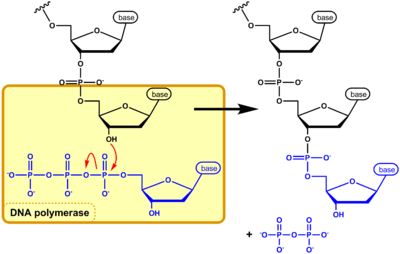 base base
O O O O
O O
O P O⁻ O P O⁻
O base O base
O O
OH O
O O O base O P O⁻ base
⁻O P O P O P O O O O
O⁻ O⁻ O⁻
DNA polymerase OH OH
O O
+ ⁻O P O P O⁻
O⁻ O⁻